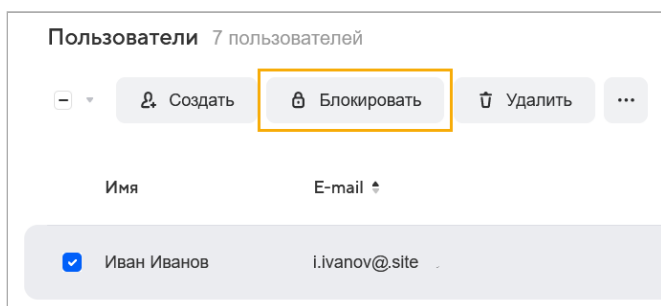 Пользователи 7 пользователей
Создать Блокировать Удалить ...
Имя E-mail
Иван Иванов i.ivanov@.site